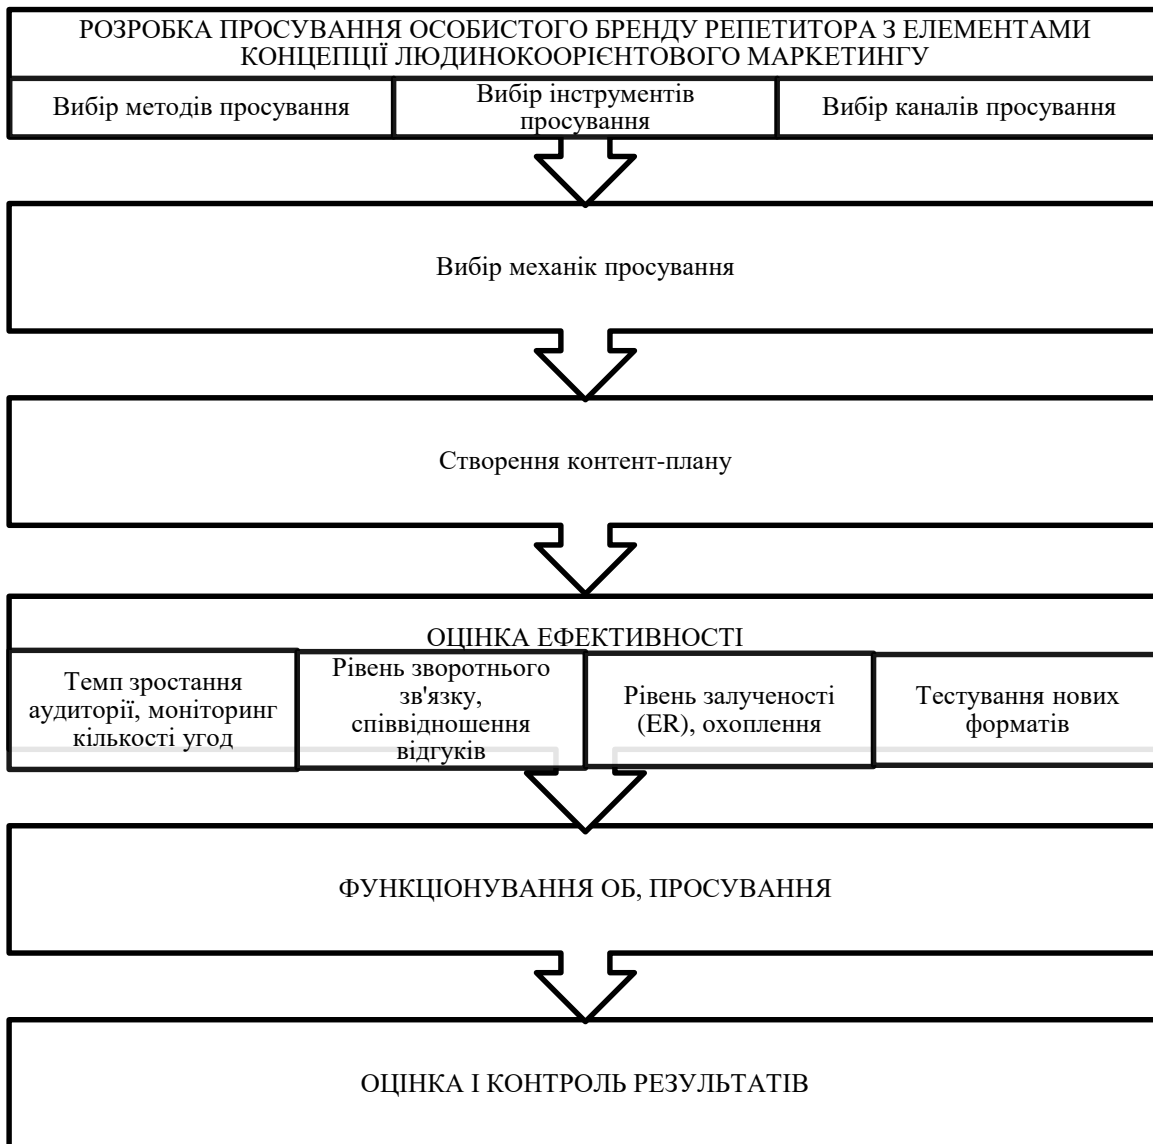 РОЗРОБКА ПРОСУВАННЯ ОСОБИСТОГО БРЕНДУ РЕПЕТИТОРА З ЕЛЕМЕНТАМИ
КОНЦЕПЦІЇ ЛЮДИНОКООРІЄНТОВОГО МАРКЕТИНГУ
Вибір методів просування
Вибір інструментів
просування
Вибір каналів просування
Вибір механік просування
Створення контент-плану
ОЦІНКА ЕФЕКТИВНОСТІ
Темп зростання
аудиторії, моніторинг
кількості угод
Рівень зворотнього
зв'язку,
співвідношення
відгуків
Рівень залученості
(ER), охоплення
Тестування нових
форматів
ФУНКЦІОНУВАННЯ ОБ, ПРОСУВАННЯ
ОЦІНКА І КОНТРОЛЬ РЕЗУЛЬТАТІВ